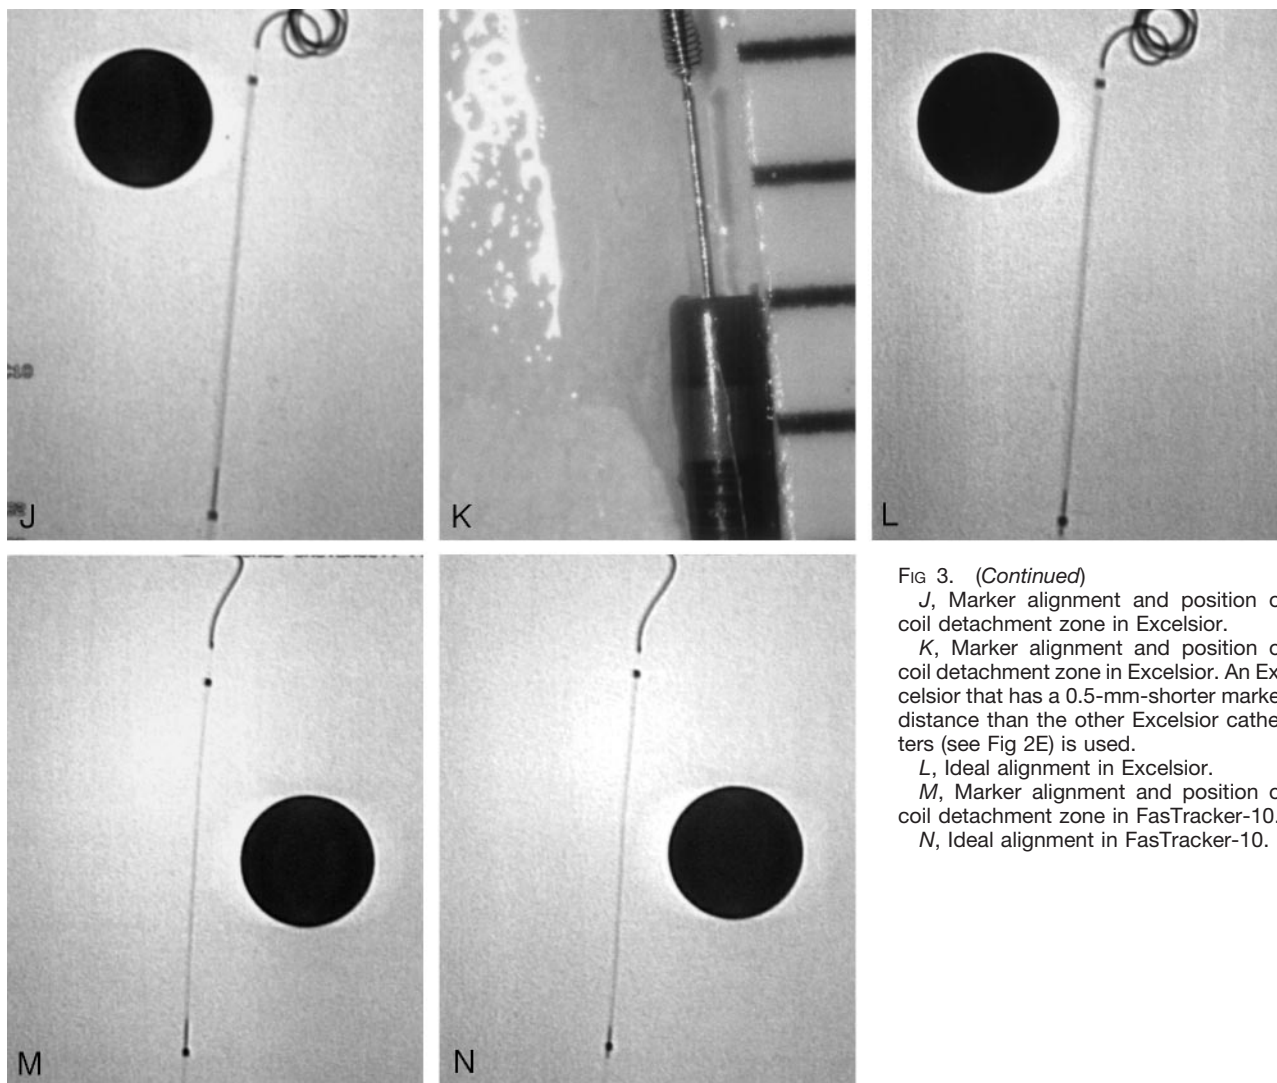 J
K
L
M
N
FIG 3. (Continued)
J, Marker alignment and position o
coil detachment zone in Excelsior.
K, Marker alignment and position o
coil detachment zone in Excelsior. An Ex
celsior that has a 0.5-mm-shorter marke
distance than the other Excelsior cathe
ters (see Fig 2E) is used.
L, Ideal alignment in Excelsior.
M, Marker alignment and position o
coil detachment zone in FasTracker-10.
N, Ideal alignment in FasTracker-10.